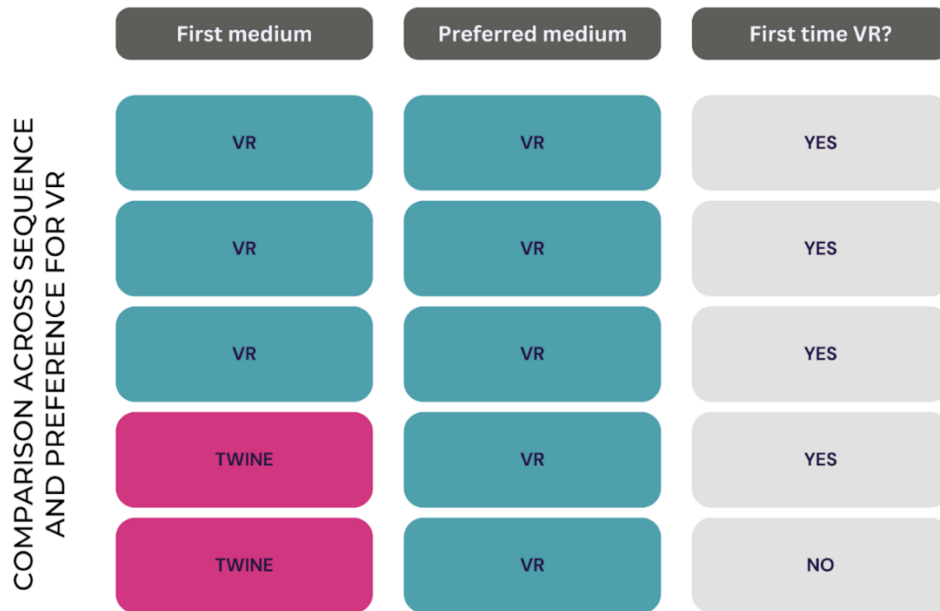 First medium Preferred medium First time VR?
COMPARISON ACROSS SEQUENCE
AND PREFERENCE FOR VR
VR VR YES
VR VR YES
VR VR YES
TWINE VR YES
TWINE VR NO